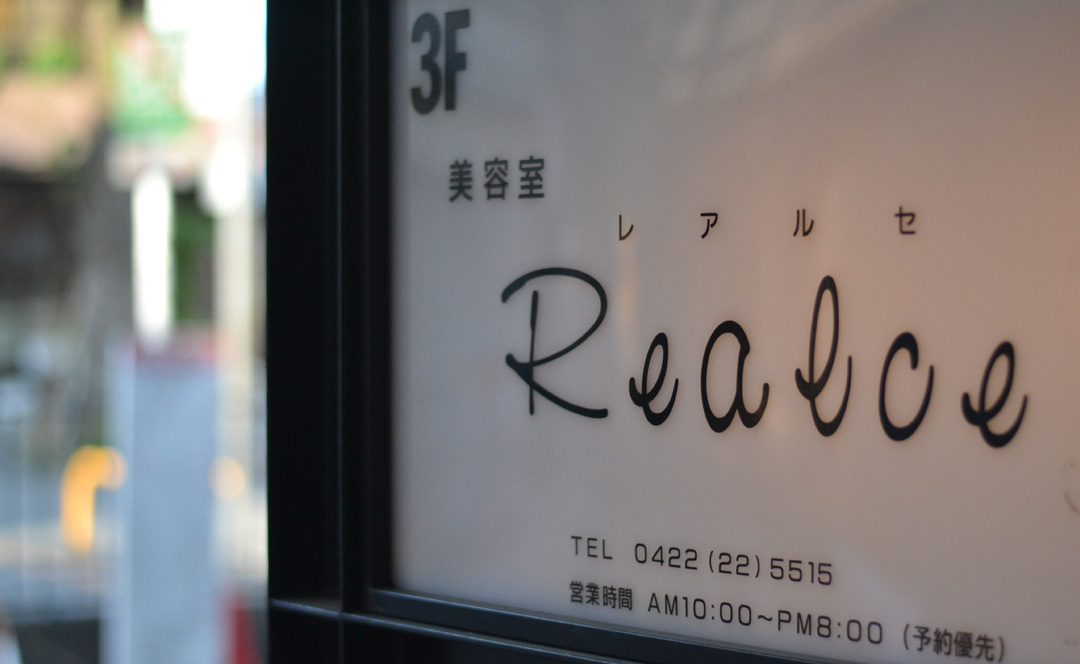 3F
美容室
レアルセ
Realce
TEL 0422(22)5515
営業時間 AM10:00~PM8:00 (予約優先)